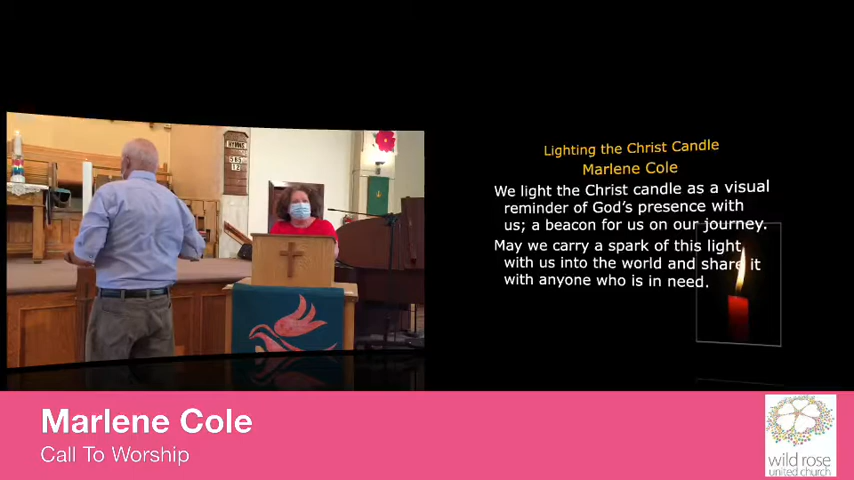 HYMNS
Lighting the Christ Candle
Marlene Cole
We light the Christ candle as a visual
reminder of God's presence with
us; a beacon for us on our journey.
May we carry a spark of this light
with us into the world and share it
with anyone who is in need.
Marlene Cole
Call To Worship
wild rose
united church